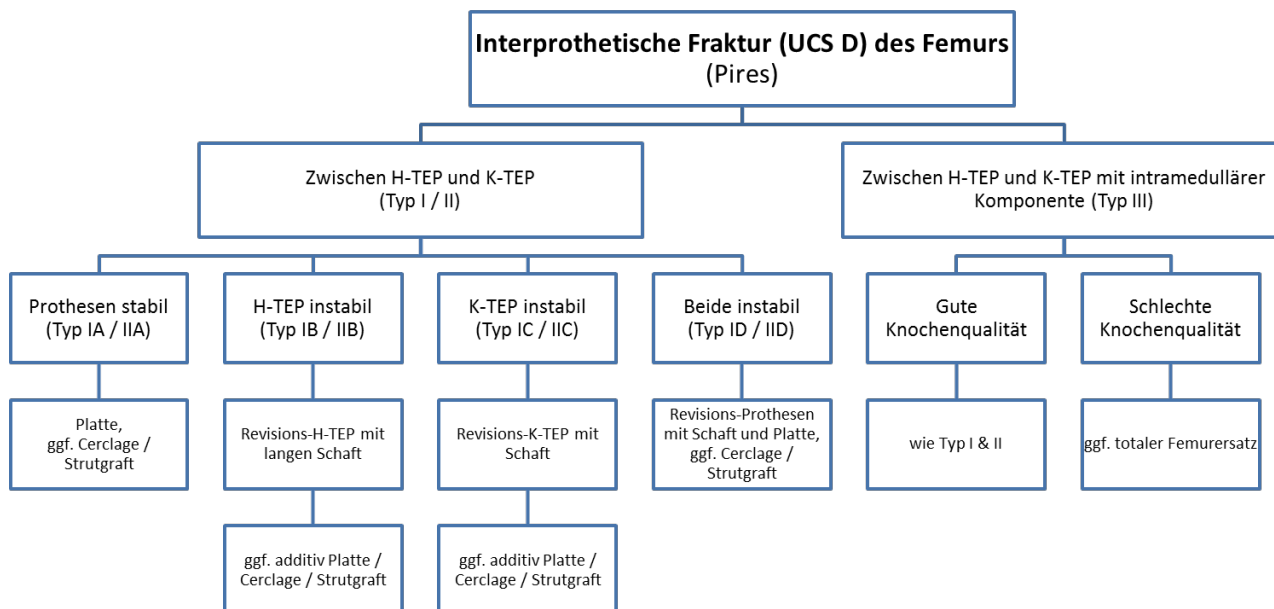 Interprothetische Fraktur (UCS D) des Femurs
(Pires)
Zwischen H-TEP und K-TEP
(Typ I / II)
Zwischen H-TEP und K-TEP mit intramedullärer
Komponente (Typ III)
Prothesen stabil
(Typ IA / IIA)
H-TEP instabil
(Typ IB / IIB)
K-TEP instabil
(Typ IC / IIC)
Beide instabil
(Typ ID / IID)
Gute
Knochenqualität
Schlechte
Knochenqualität
Platte,
ggf. Cerclage /
Strutgraft
Revisions-H-TEP mit
langen Schaft
Revisions-K-TEP mit
Schaft
Revisions-Prothesen
mit Schaft und Platte,
ggf. Cerclage /
Strutgraft
wie Typ I & II
ggf. totaler Femurersatz
ggf. additiv Platte /
Cerclage / Strutgraft
ggf. additiv Platte /
Cerclage / Strutgraft